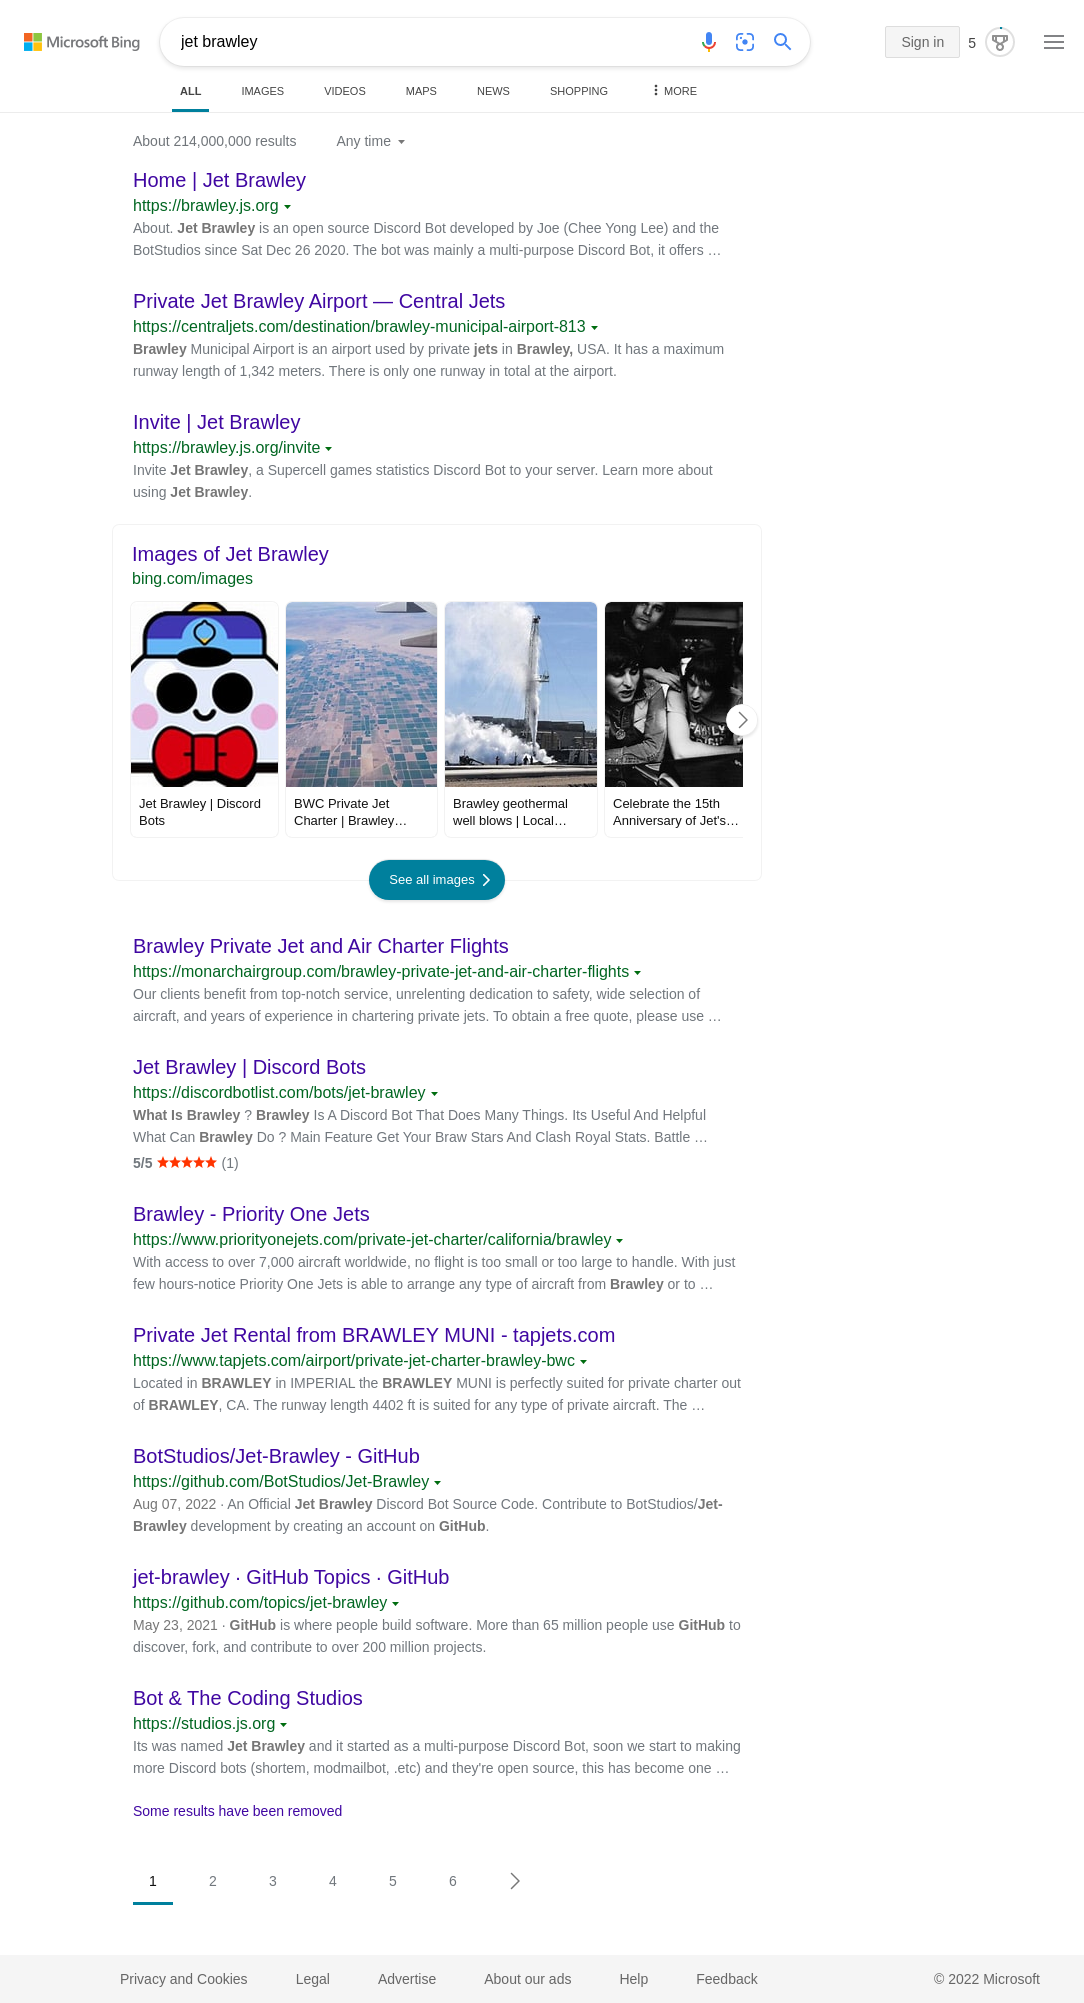 Microsoft Bing
jet brawley
Sign in
5
ALL IMAGES VIDEOS MAPS NEWS SHOPPING MORE
About 214,000,000 results Any time
Home | Jet Brawley
https://brawley.js.org
About. Jet Brawley is an open source Discord Bot developed by Joe (Chee Yong Lee) and the
BotStudios since Sat Dec 26 2020. The bot was mainly a multi-purpose Discord Bot, it offers …
Private Jet Brawley Airport — Central Jets
https://centraljets.com/destination/brawley-municipal-airport-813
Brawley Municipal Airport is an airport used by private jets in Brawley, USA. It has a maximum
runway length of 1,342 meters. There is only one runway in total at the airport.
Invite | Jet Brawley
https://brawley.js.org/invite
Invite Jet Brawley, a Supercell games statistics Discord Bot to your server. Learn more about
using Jet Brawley.
Images of Jet Brawley
bing.com/images
FAMILY
Jet Brawley | Discord
Bots
BWC Private Jet
Charter | Brawley…
Brawley geothermal
well blows | Local…
Celebrate the 15th
Anniversary of Jet's…
See all images
Brawley Private Jet and Air Charter Flights
https://monarchairgroup.com/brawley-private-jet-and-air-charter-flights
Our clients benefit from top-notch service, unrelenting dedication to safety, wide selection of
aircraft, and years of experience in chartering private jets. To obtain a free quote, please use …
Jet Brawley | Discord Bots
https://discordbotlist.com/bots/jet-brawley
What Is Brawley ? Brawley Is A Discord Bot That Does Many Things. Its Useful And Helpful
What Can Brawley Do ? Main Feature Get Your Braw Stars And Clash Royal Stats. Battle …
5/5 ★★★★★ (1)
Brawley - Priority One Jets
https://www.priorityonejets.com/private-jet-charter/california/brawley
With access to over 7,000 aircraft worldwide, no flight is too small or too large to handle. With just
few hours-notice Priority One Jets is able to arrange any type of aircraft from Brawley or to …
Private Jet Rental from BRAWLEY MUNI - tapjets.com
https://www.tapjets.com/airport/private-jet-charter-brawley-bwc
Located in BRAWLEY in IMPERIAL the BRAWLEY MUNI is perfectly suited for private charter out
of BRAWLEY, CA. The runway length 4402 ft is suited for any type of private aircraft. The …
BotStudios/Jet-Brawley - GitHub
https://github.com/BotStudios/Jet-Brawley
Aug 07, 2022 · An Official Jet Brawley Discord Bot Source Code. Contribute to BotStudios/Jet-
Brawley development by creating an account on GitHub.
jet-brawley · GitHub Topics · GitHub
https://github.com/topics/jet-brawley
May 23, 2021 · GitHub is where people build software. More than 65 million people use GitHub to
discover, fork, and contribute to over 200 million projects.
Bot & The Coding Studios
https://studios.js.org
Its was named Jet Brawley and it started as a multi-purpose Discord Bot, soon we start to making
more Discord bots (shortem, modmailbot, .etc) and they're open source, this has become one …
Some results have been removed
1 2 3 4 5 6
Privacy and Cookies Legal Advertise About our ads Help Feedback © 2022 Microsoft